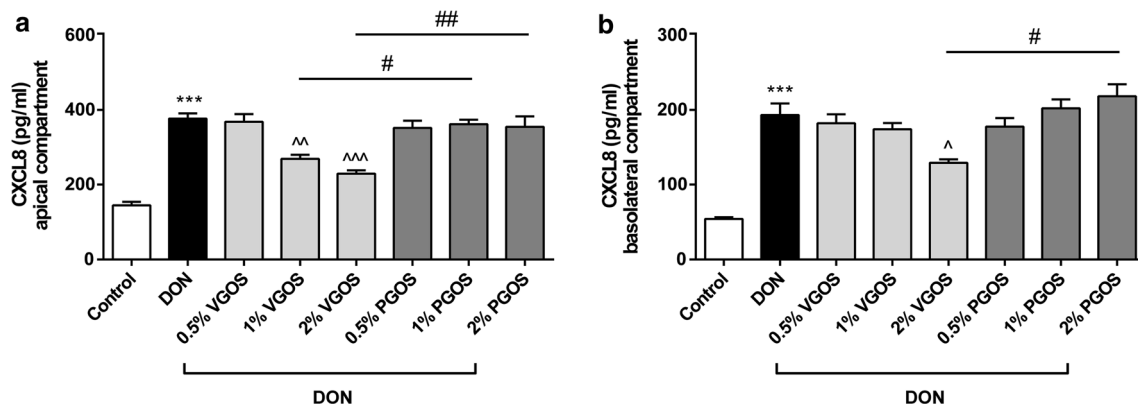 a
CXCL8 (pg/ml)
apical compartment
600
400
200
0
***
^^
^^^
#
##
Control
DON
0.5% VGOS
1% VGOS
2% VGOS
0.5% PGOS
1% PGOS
2% PGOS
DON
b
CXCL8 (pg/ml)
basolateral compartment
300
200
100
0
***
^
#
Control
DON
0.5% VGOS
1% VGOS
2% VGOS
0.5% PGOS
1% PGOS
2% PGOS
DON